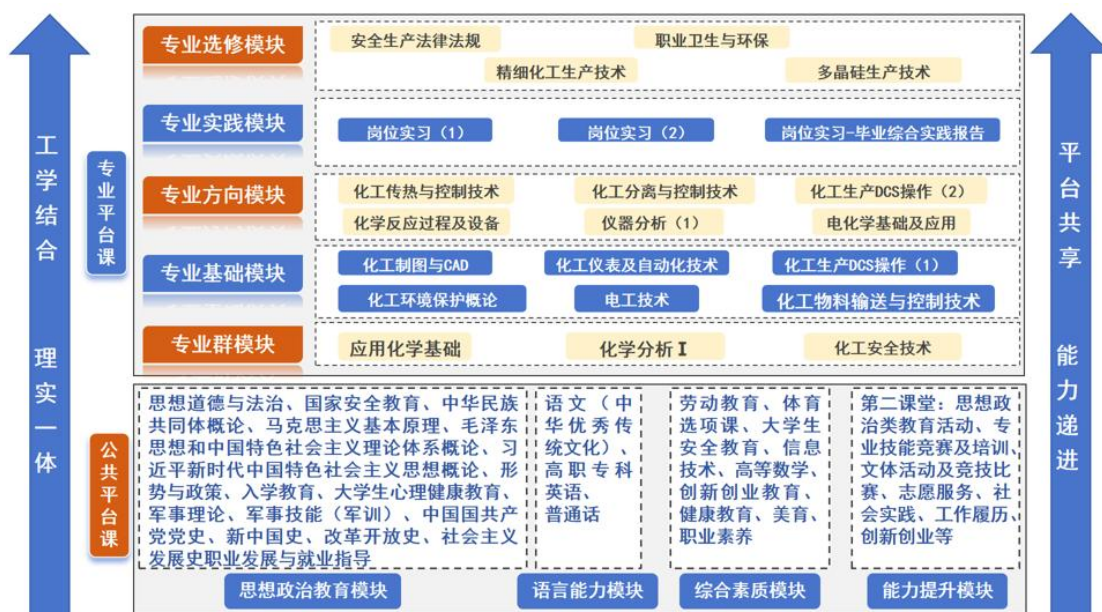 工学结合 理实一体
专业平台课
专业选修模块
安全生产法律法规 职业卫生与环保
精细化工生产技术 多晶硅生产技术
专业实践模块
岗位实习（1） 岗位实习（2） 岗位实习-毕业综合实践报告
专业方向模块
化工传热与控制技术 化工分离与控制技术 化工生产DCS操作（2）
化学反应过程及设备 仪器分析（1） 电化学基础及应用
专业基础模块
化工制图与CAD 化工仪表及自动化技术 化工生产DCS操作（1）
化工环境保护概论 电工技术 化工物料输送与控制技术
专业群模块
应用化学基础 化学分析Ⅰ 化工安全技术
公共平台课
思想道德与法治、国家安全教育、中华民族
共同体概论、马克思主义基本原理、毛泽东
思想和中国特色社会主义理论体系概论、习
近平新时代中国特色社会主义思想概论、形
势与政策、入学教育、大学生心理健康教育、
军事理论、军事技能（军训）、中国国共产
党党史、新中国史、改革开放史、社会主义
发展史职业发展与就业指导
思想政治教育模块
语文（中
华优秀传
统文化）、
高职专科
英语、
普通话
语言能力模块
劳动教育、体育
选项课、大学生
安全教育、信息
技术、高等数学、
创新创业教育、
健康教育、美育、
职业素养
综合素质模块
第二课堂：思想政
治类教育活动、专
业技能竞赛及培训、
文体活动及竞技比
赛、志愿服务、社
会实践、工作履历、
创新创业等
能力提升模块
平台共享 能力递进